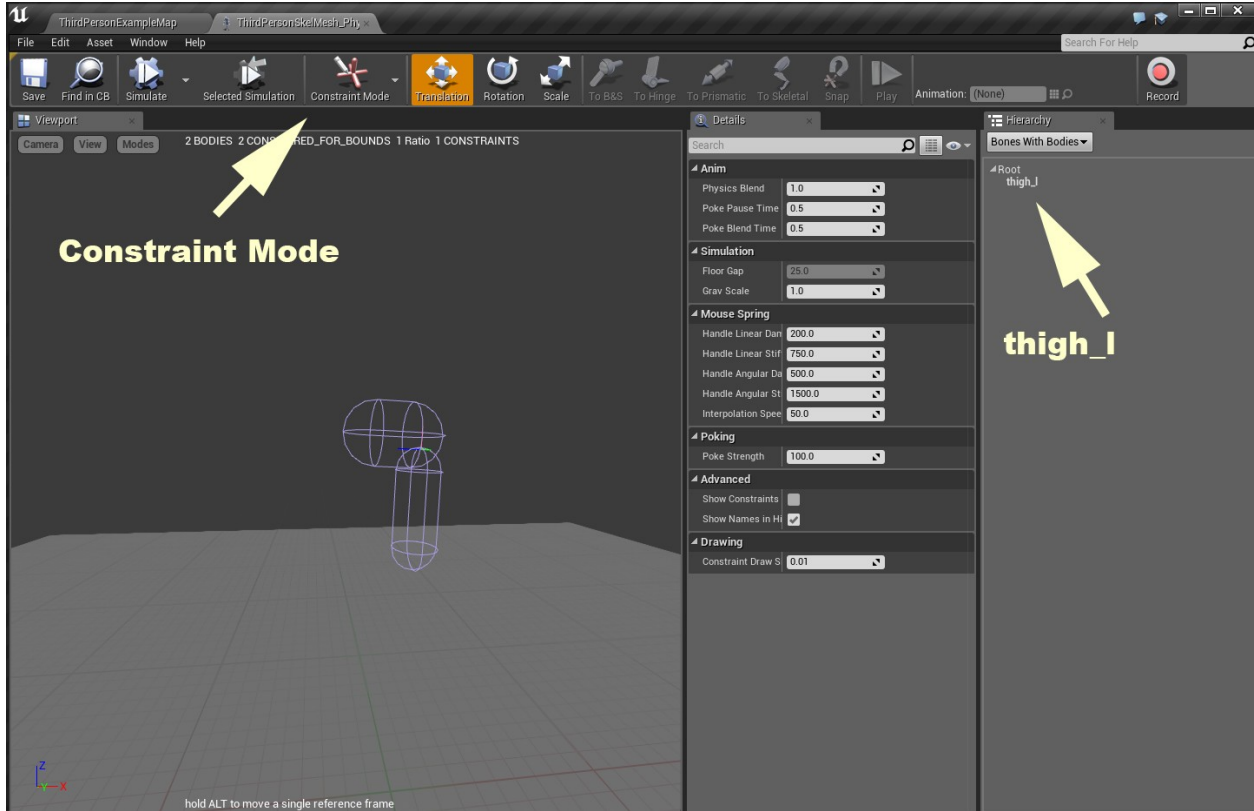 ThirdPersonExampleMap
ThirdPersonSkelMesh_Phy
File Edit Asset Window Help
Search For Help
Save
Find in CB
Simulate
Selected Simulation
Constraint Mode
Translation
Rotation
Scale
To B&S
To Hinge
To Prismatic
To Skeletal
Snap
Play
Animation: (None)
Record
Viewport
Camera View Modes
2 BODIES 2 CONS RED_FOR_BOUNDS 1 Ratio 1 CONSTRAINTS
Constraint Mode
Z
Y X
hold ALT to move a single reference frame
Details
Search
Anim
Physics Blend 1.0
Poke Pause Time 0.5
Poke Blend Time 0.5
Simulation
Floor Gap 25.0
Grav Scale 1.0
Mouse Spring
Handle Linear Dam 200.0
Handle Linear Stif 750.0
Handle Angular Da 500.0
Handle Angular St 1500.0
Interpolation Spee 50.0
Poking
Poke Strength 100.0
Advanced
Show Constraints
Show Names in Hi
Drawing
Constraint Draw S 0.01
Hierarchy
Bones With Bodies
Root
thigh_l
thigh_l